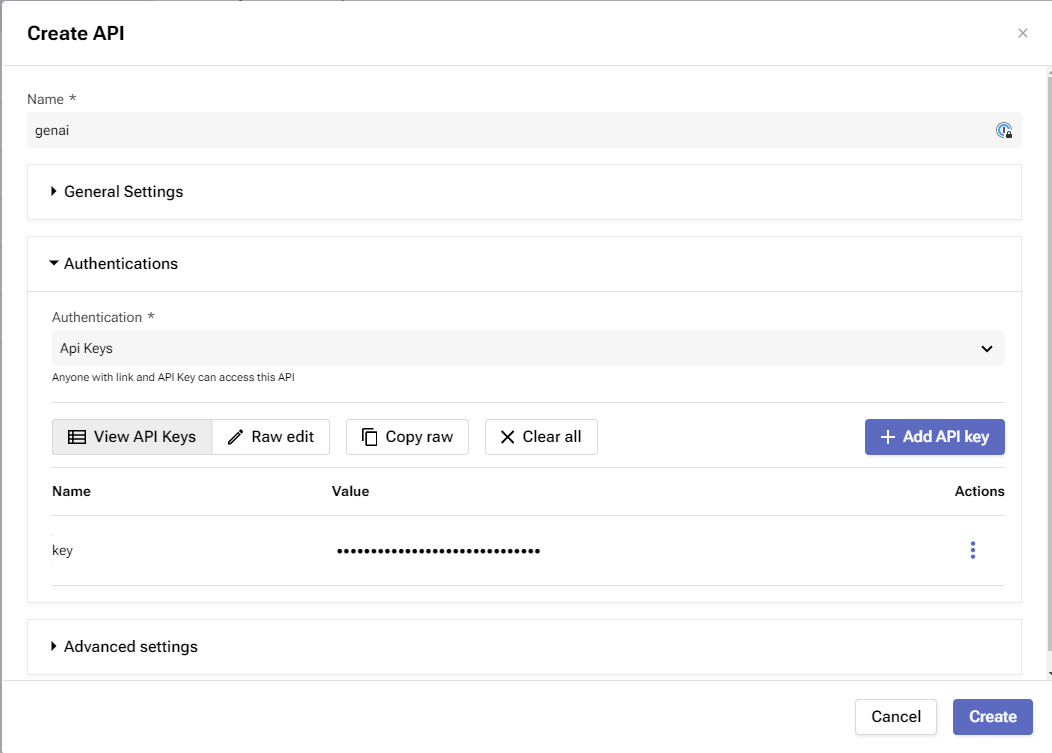 Create API
Name *
genai
General Settings
Authentications
Authentication *
Api Keys
Anyone with link and API Key can access this API
View API Keys Raw edit Copy raw Clear all Add API key
Name Value Actions
key ••••••••••••••••••••••••••••••
Advanced settings
Cancel Create